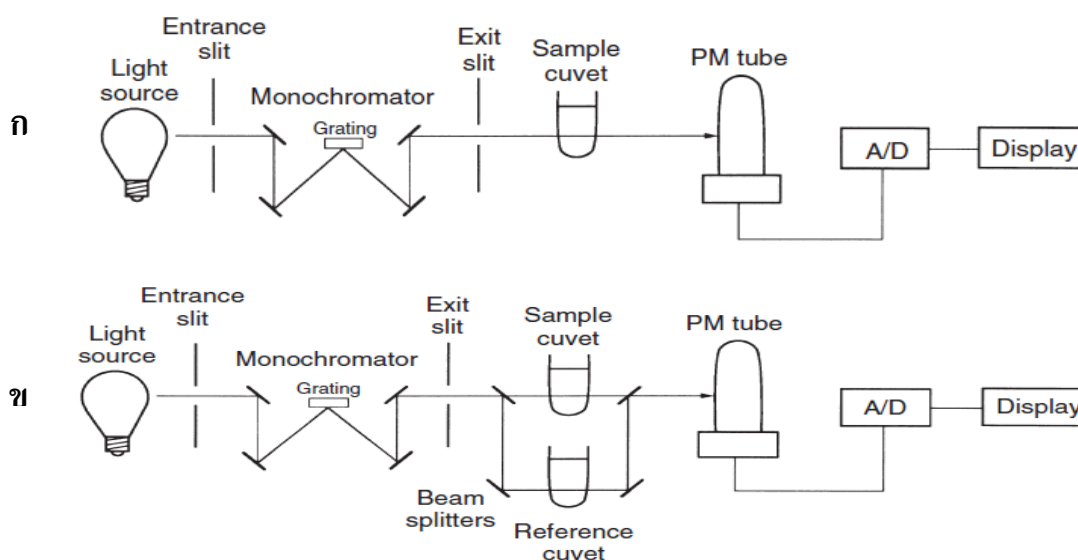 Entrance
slit
Light
source
Monochromator
Grating
Exit
slit
Sample
cuvet
PM tube
A/D
Display
ก
Entrance
slit
Light
source
Monochromator
Grating
Exit
slit
Sample
cuvet
PM tube
A/D
Display
ข
Beam
splitters
Reference
cuvet